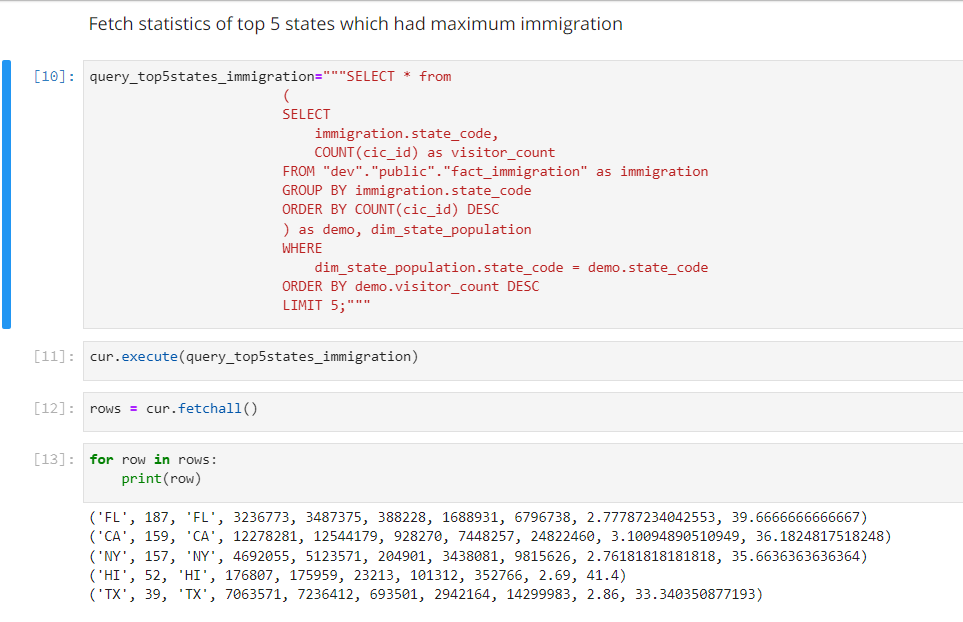 Fetch statistics of top 5 states which had maximum immigration
[10]: query_top5states_immigration="""SELECT * from
(
SELECT
immigration.state_code,
COUNT(cic_id) as visitor_count
FROM "dev"."public"."fact_immigration" as immigration
GROUP BY immigration.state_code
ORDER BY COUNT(cic_id) DESC
) as demo, dim_state_population
WHERE
dim_state_population.state_code = demo.state_code
ORDER BY demo.visitor_count DESC
LIMIT 5;"""
[11]: cur.execute(query_top5states_immigration)
[12]: rows = cur.fetchall()
[13]: for row in rows:
print(row)
('FL', 187, 'FL', 3236773, 3487375, 388228, 1688931, 6796738, 2.77787234042553, 39.6666666666667)
('CA', 159, 'CA', 12278281, 12544179, 928270, 7448257, 24822460, 3.10094890510949, 36.1824817518248)
('NY', 157, 'NY', 4692055, 5123571, 204901, 3438081, 9815626, 2.76181818181818, 35.6636363636364)
('HI', 52, 'HI', 176807, 175959, 23213, 101312, 352766, 2.69, 41.4)
('TX', 39, 'TX', 7063571, 7236412, 693501, 2942164, 14299983, 2.86, 33.340350877193)